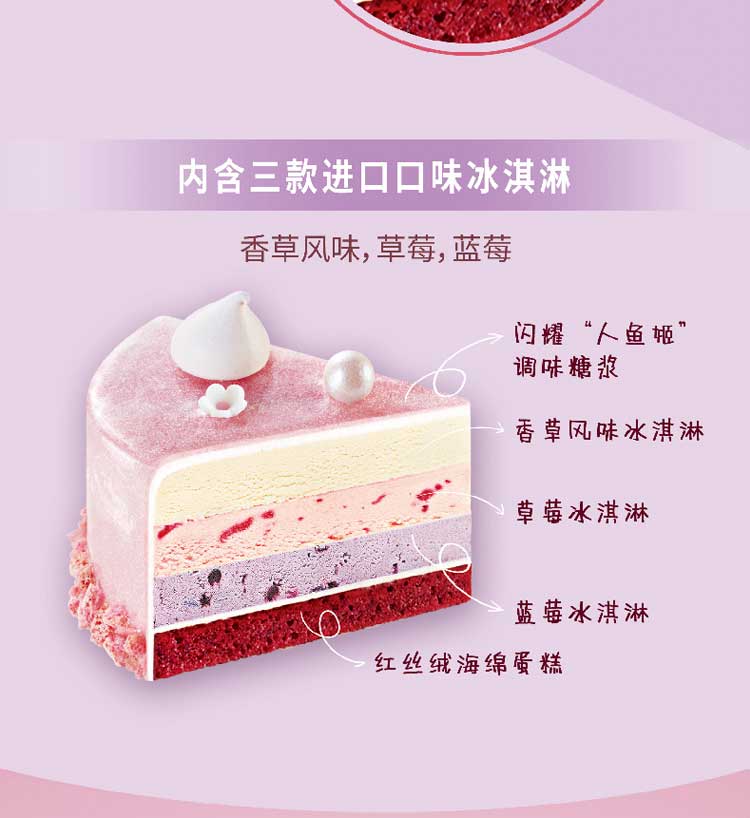 内含三款进口口味冰淇淋
香草风味,草莓,蓝莓
闪耀“人鱼姬”
调味糖浆
香草风味冰淇淋
草莓冰淇淋
蓝莓冰淇淋
红丝绒海绵蛋糕